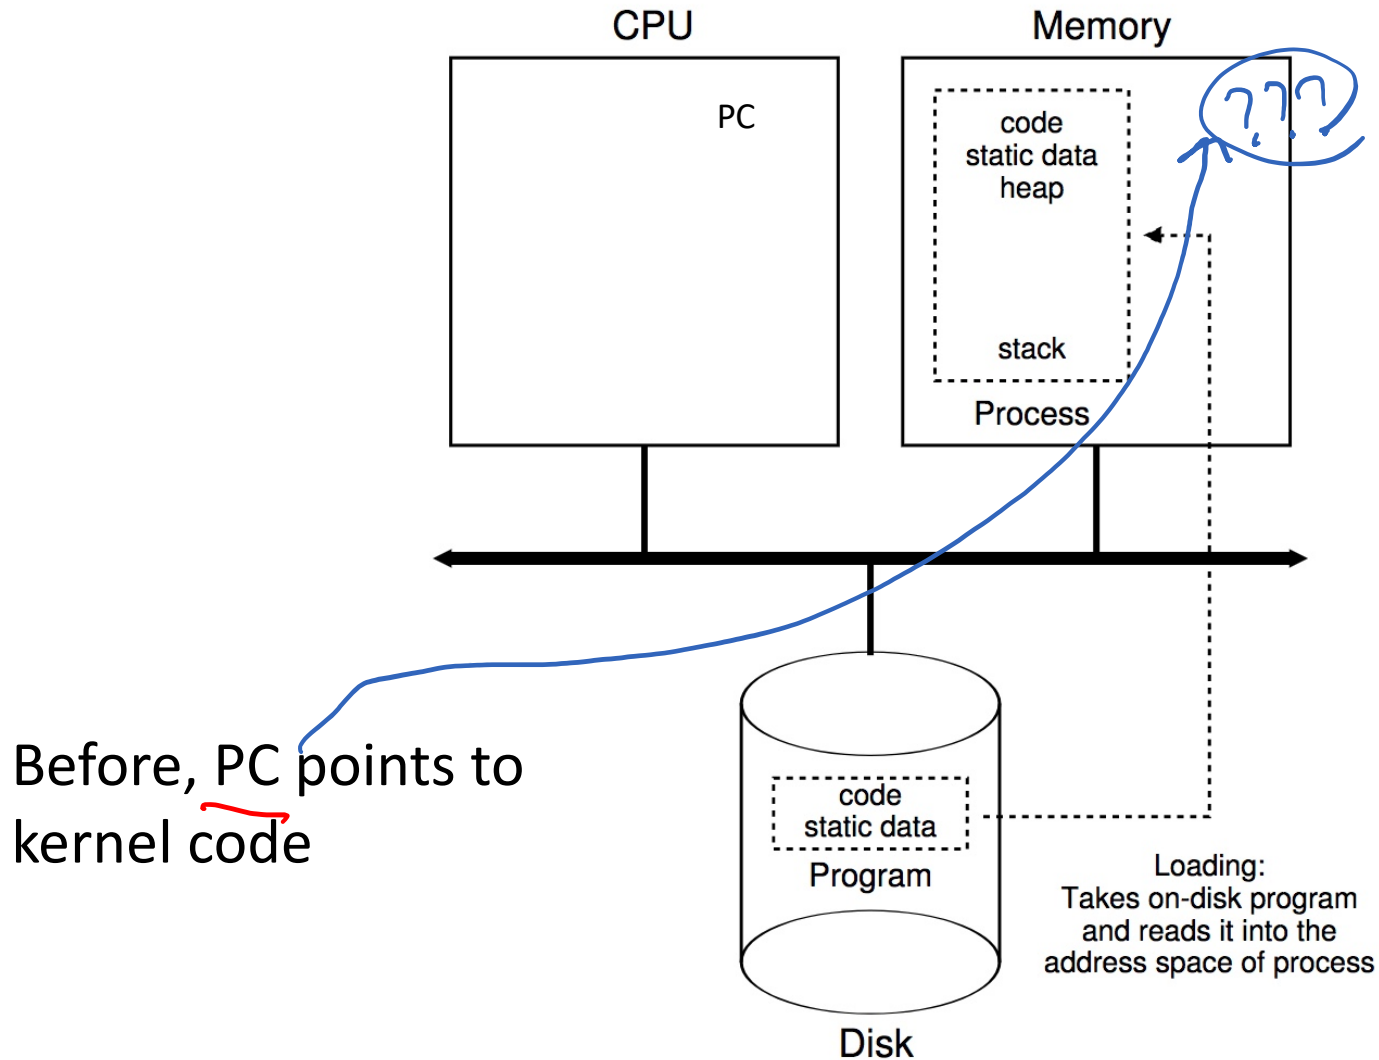 CPU
Memory
PC
???
code
static data
heap
stack
Process
Before, PC points to
kernel code
code
static data
Program
Loading:
Takes on-disk program
and reads it into the
address space of process
Disk